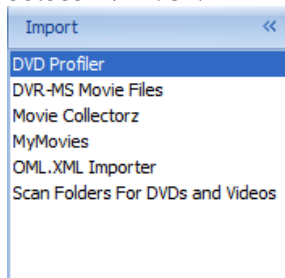 Import «
DVD Profiler
DVR-MS Movie Files
Movie Collectorz
MyMovies
OML.XML Importer
Scan Folders For DVDs and Videos